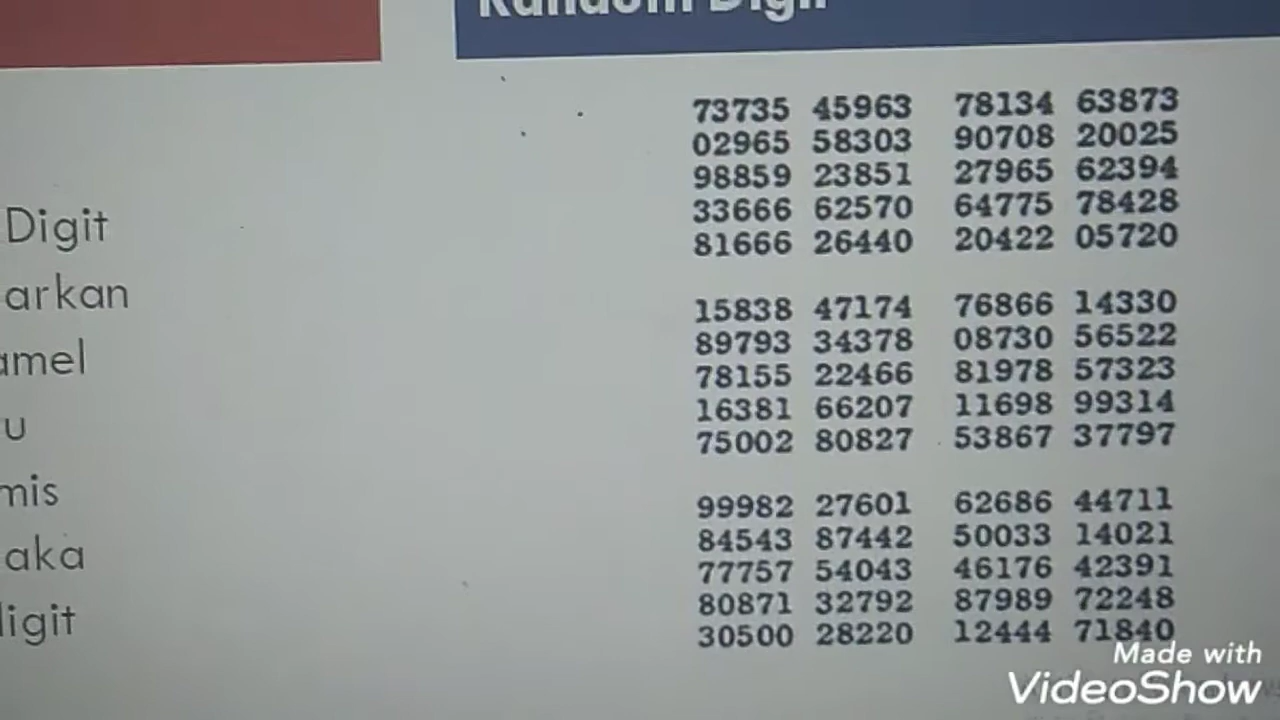 Random Digit
Digit
arkan
amel
u
mis
aka
digit
73735 45963 78134 63873
02965 58303 90708 20025
98859 23851 27965 62394
33666 62570 64775 78428
81666 26440 20422 05720
15838 47174 76866 14330
89793 34378 08730 56522
78155 22466 81978 57323
16381 66207 11698 99314
75002 80827 53867 37797
99982 27601 62686 44711
84543 87442 50033 14021
77757 54043 46176 42391
80871 32792 87989 72248
30500 28220 12444 71840
Made with
VideoShow